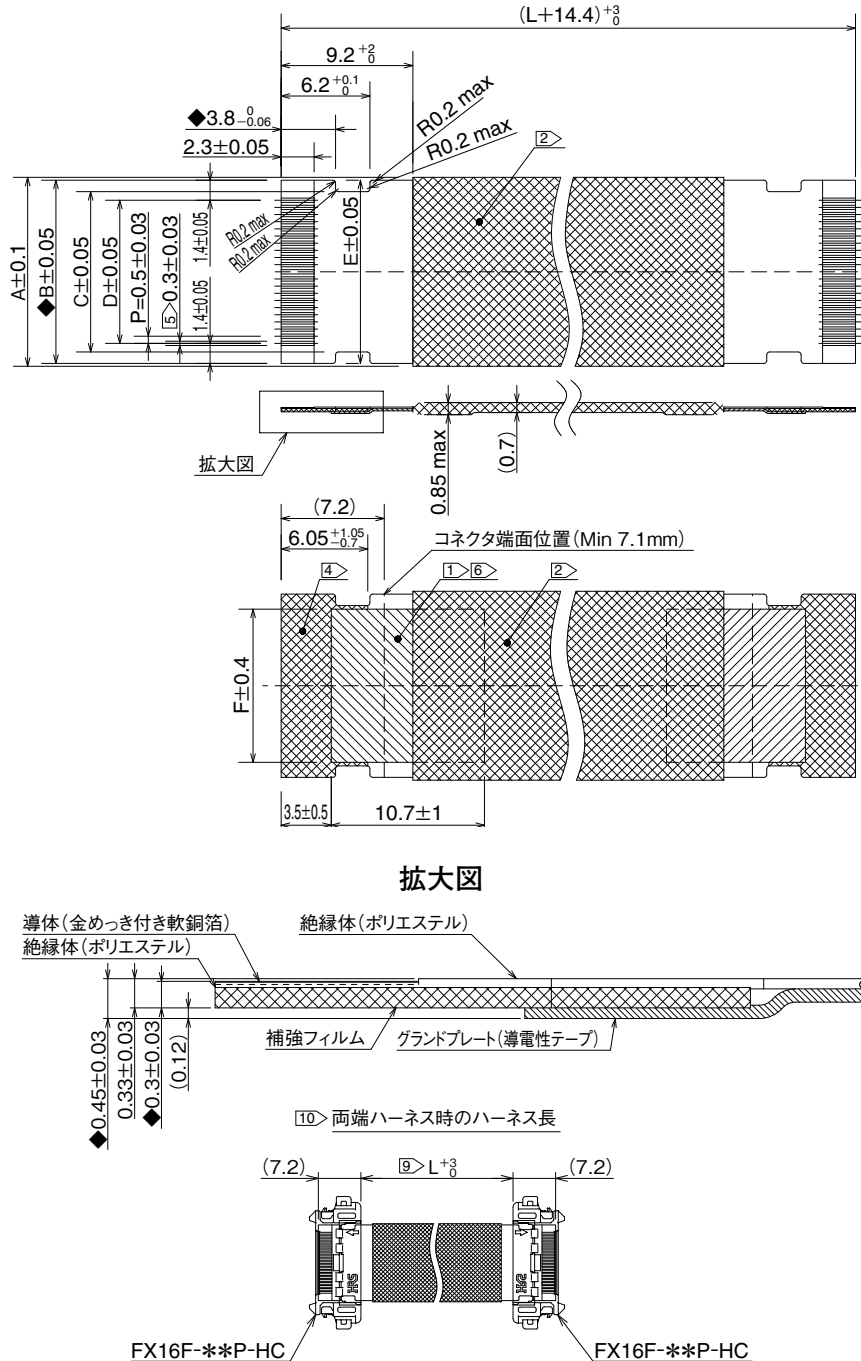 (L+14.4) +3 0
9.2 +2 0
6.2 +0.1 0
◆3.8 0 -0.06
2.3±0.05
R0.2 max
R0.2 max
2
R0.2 max
R0.2 max
A±0.1
◆B±0.05
C±0.05
D±0.05
P=0.5±0.03
5 0.3±0.03
1.4±0.05
1.4±0.05
E±0.05
拡大図
0.85 max
(0.7)
(7.2)
6.05 +1.05 -0.7
コネクタ端面位置(Min 7.1mm)
4
1 6
2
F±0.4
3.5±0.5
10.7±1
拡大図
導体(金めっき付き軟銅箔)
絶縁体(ポリエステル)
絶縁体(ポリエステル)
補強フィルム
グランドプレート(導電性テープ)
◆0.45±0.03
0.33±0.03
◆0.3±0.03
(0.12)
10 両端ハーネス時のハーネス長
(7.2)
9 L +3 0
(7.2)
HRS
HRS
FX16F-**P-HC
FX16F-**P-HC